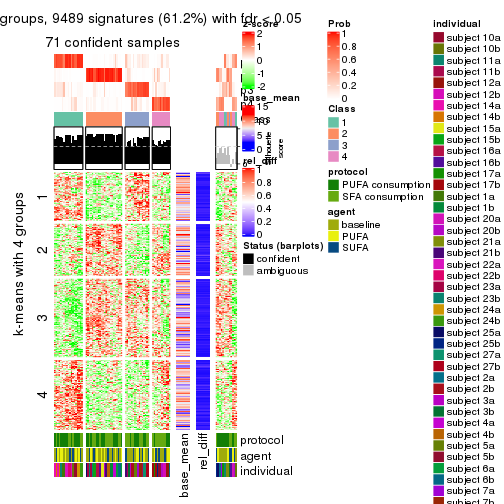 groups, 9489 signatures (61.2%) with fdr < 0.05
71 confident samples
k-means with 4 groups
1
2
3
4
base_mean
rel_diff
protocol
agent
individual
z-score
2
1
0
-1
-2
base_mean
15
10
5
0
rel_diff
1
0.8
0.6
0.4
0.2
0
Status (barplots)
confident
ambiguous
score
Prob
1
0.8
0.6
0.4
0.2
0
Class
1
2
3
4
protocol
PUFA consumption
SFA consumption
agent
baseline
PUFA
SUFA
individual
subject 10a
subject 10b
subject 11a
subject 11b
subject 12a
subject 12b
subject 14a
subject 14b
subject 15a
subject 15b
subject 16a
subject 16b
subject 17a
subject 17b
subject 1a
subject 1b
subject 20a
subject 20b
subject 21a
subject 21b
subject 22a
subject 22b
subject 23a
subject 23b
subject 24a
subject 24b
subject 25a
subject 25b
subject 27a
subject 27b
subject 2a
subject 2b
subject 3a
subject 3b
subject 4a
subject 4b
subject 5a
subject 5b
subject 6a
subject 6b
subject 7a
subject 7b